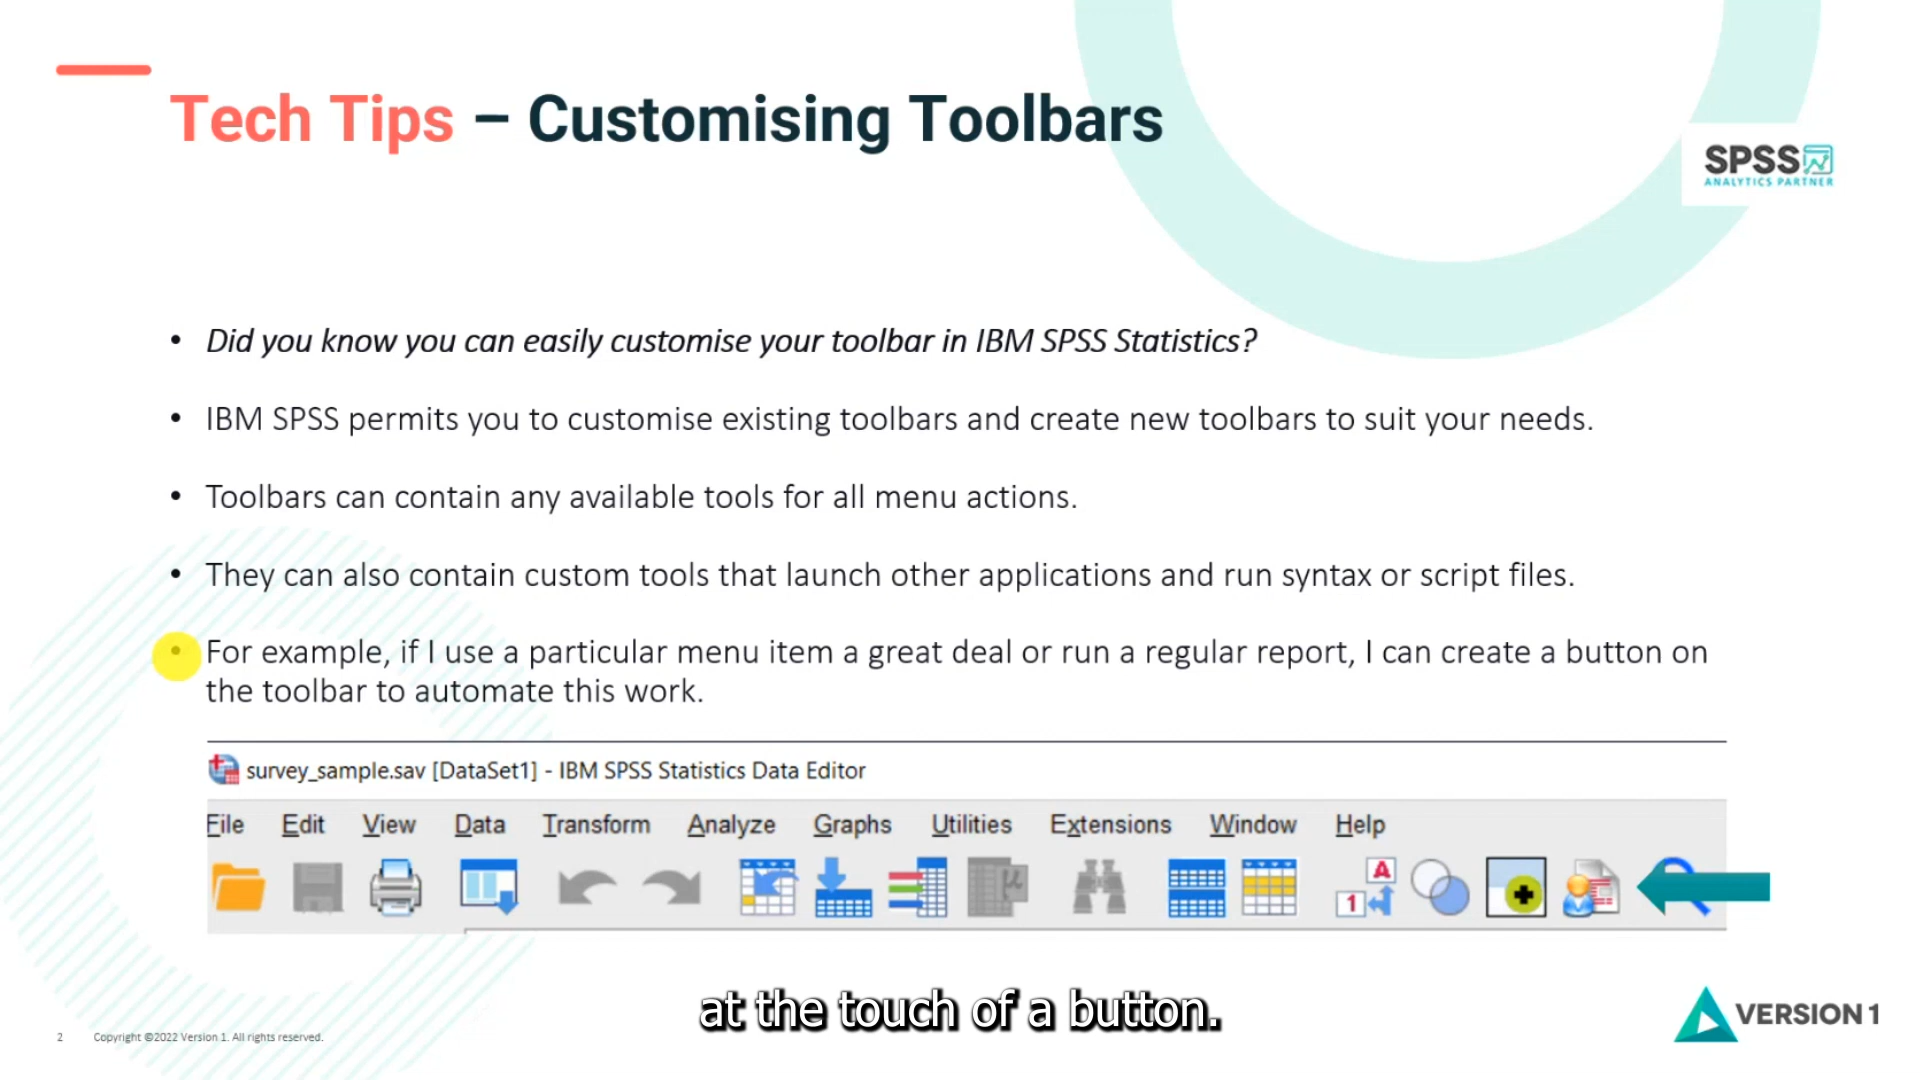 Tech Tips – Customising Toolbars
SPSS
ANALYTICS PARTNER
• Did you know you can easily customise your toolbar in IBM SPSS Statistics?
• IBM SPSS permits you to customise existing toolbars and create new toolbars to suit your needs.
• Toolbars can contain any available tools for all menu actions.
• They can also contain custom tools that launch other applications and run syntax or script files.
• For example, if I use a particular menu item a great deal or run a regular report, I can create a button on
the toolbar to automate this work.
survey_sample.sav [DataSet1] - IBM SPSS Statistics Data Editor
File Edit View Data Transform Analyze Graphs Utilities Extensions Window Help
μ
A
1
at the touch of a button.
VERSION 1
2 Copyright ©2022 Version 1. All rights reserved.